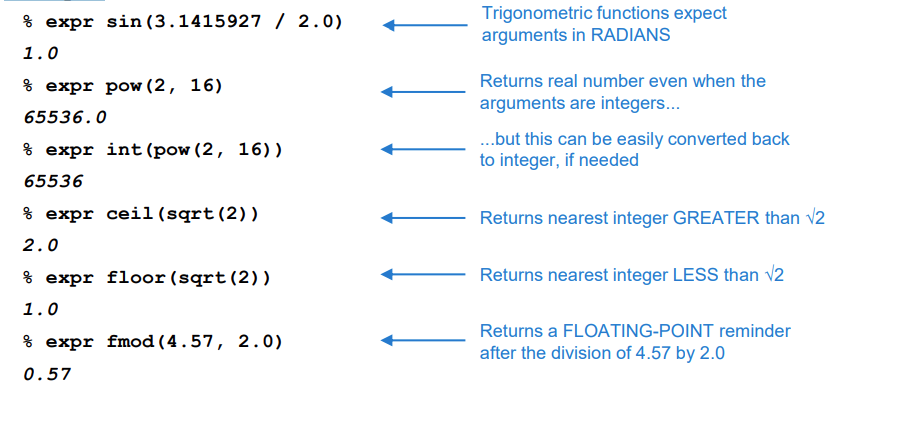 % expr sin(3.1415927 / 2.0)
Trigonometric functions expect
arguments in RADIANS
1.0
% expr pow(2, 16)
Returns real number even when the
arguments are integers...
65536.0
% expr int(pow(2, 16))
...but this can be easily converted back
to integer, if needed
65536
% expr ceil(sqrt(2))
Returns nearest integer GREATER than √2
2.0
% expr floor(sqrt(2))
Returns nearest integer LESS than √2
1.0
% expr fmod(4.57, 2.0)
Returns a FLOATING-POINT reminder
after the division of 4.57 by 2.0
0.57